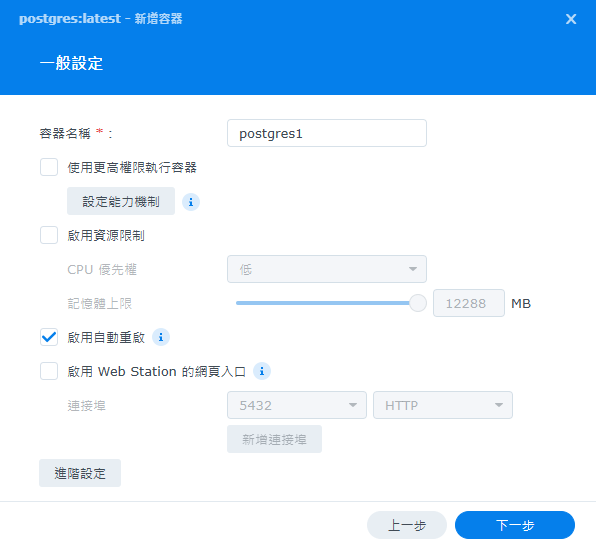 postgres:latest - 新增容器
一般設定
容器名稱 * :
postgres1
使用更高權限執行容器
設定能力機制
啟用資源限制
CPU 優先權
低
記憶體上限
12288 MB
啟用自動重啟
啟用 Web Station 的網頁入口
連接埠
5432 HTTP
新增連接埠
進階設定
上一步 下一步